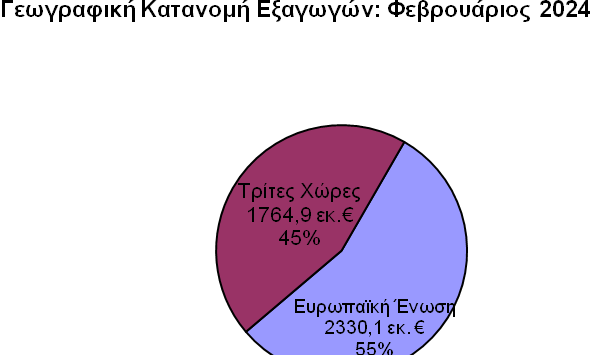 Γεωγραφική Κατανομή Εξαγωγών: Φεβρουάριος 2024
Τρίτες Χώρες
1764,9 εκ.€
45%
Ευρωπαϊκή Ένωση
2330,1 εκ.€
55%